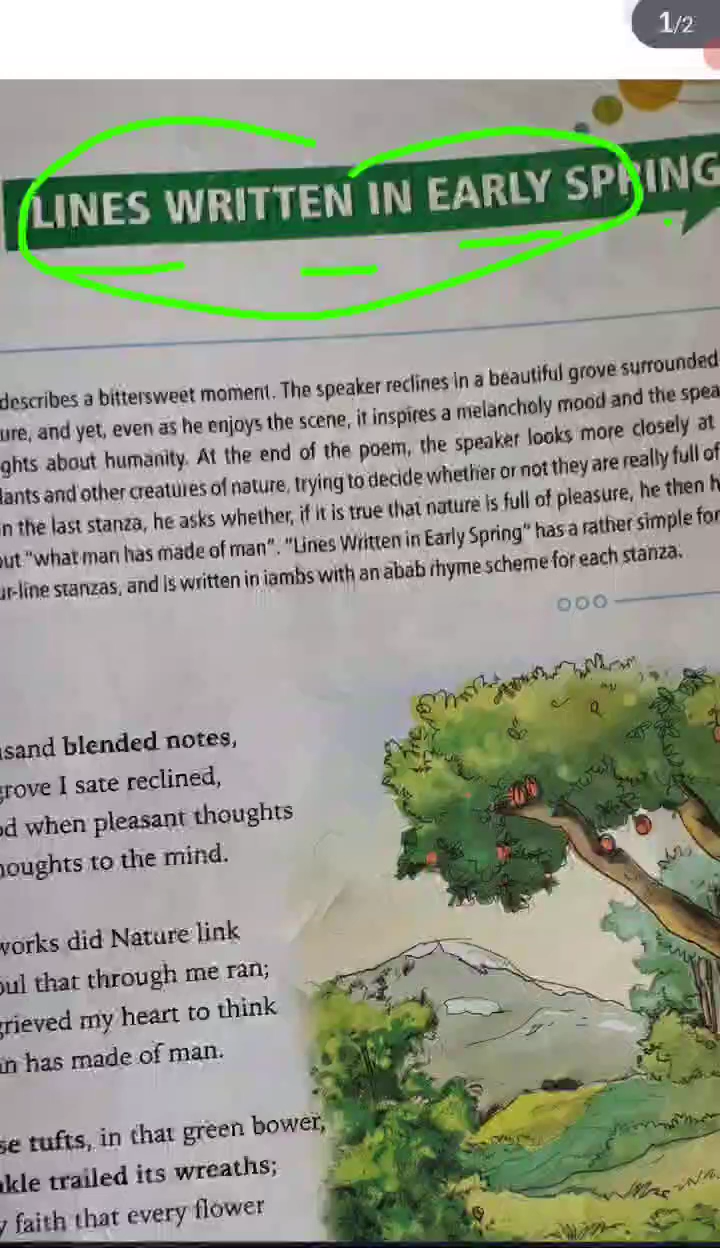 1/2
LINES WRITTEN IN EARLY SPRING
describes a bittersweet moment. The speaker reclines in a beautiful grove surrounded
ure, and yet, even as he enjoys the scene, it inspires a melancholy mood and the spea
ghts about humanity. At the end of the poem, the speaker looks more closely at
lants and other creatures of nature, trying to decide whether or not they are really full of
n the last stanza, he asks whether, if it is true that nature is full of pleasure, he then h
out "what man has made of man". "Lines Written in Early Spring" has a rather simple for
ur-line stanzas, and is written in iambs with an abab rhyme scheme for each stanza.
usand blended notes,
grove I sate reclined,
od when pleasant thoughts
houghts to the mind.
works did Nature link
oul that through me ran;
grieved my heart to think
an has made of man.
se tufts, in that green bower,
nkle trailed its wreaths;
y faith that every flower